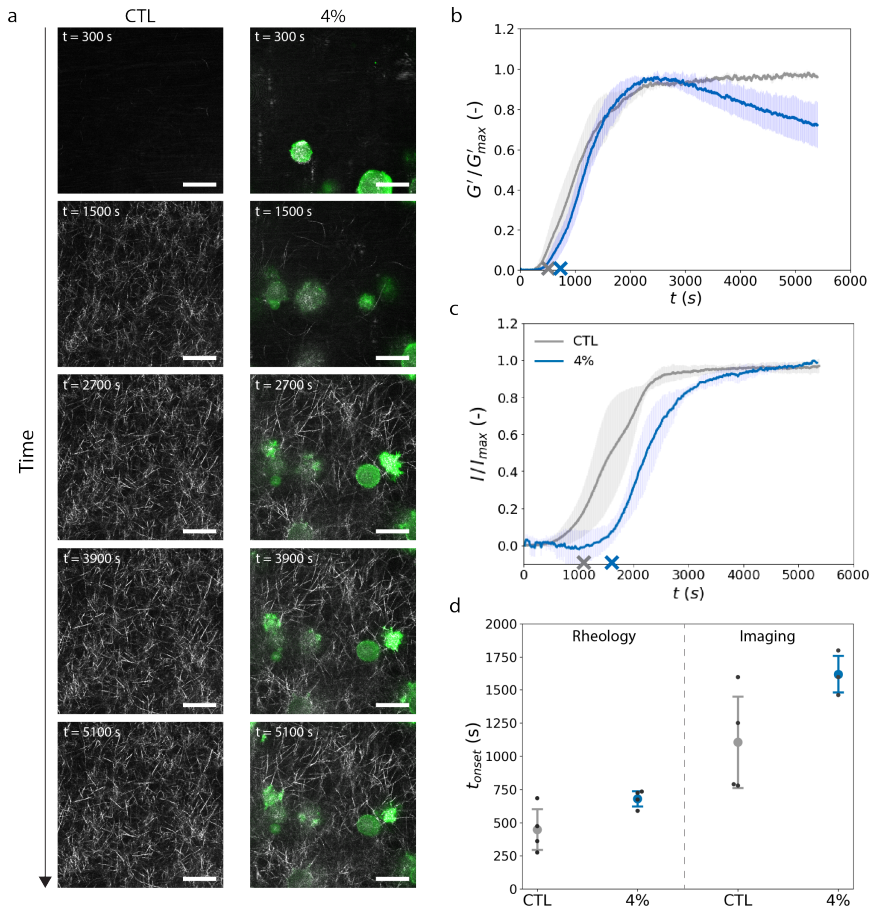 a
CTL
4%
t = 300 s
t = 300 s
t = 1500 s
t = 1500 s
t = 2700 s
t = 2700 s
t = 3900 s
t = 3900 s
t = 5100 s
t = 5100 s
Time
b
1.2
1.0
0.8
0.6
0.4
0.2
0.0
G′ / G′max (-)
0
1000
2000
3000
4000
5000
6000
t (s)
c
1.2
1.0
0.8
0.6
0.4
0.2
0.0
I / Imax (-)
CTL
4%
0
1000
2000
3000
4000
5000
6000
t (s)
d
2000
1750
1500
1250
1000
750
500
250
0
tonset (s)
Rheology
Imaging
CTL
4%
CTL
4%